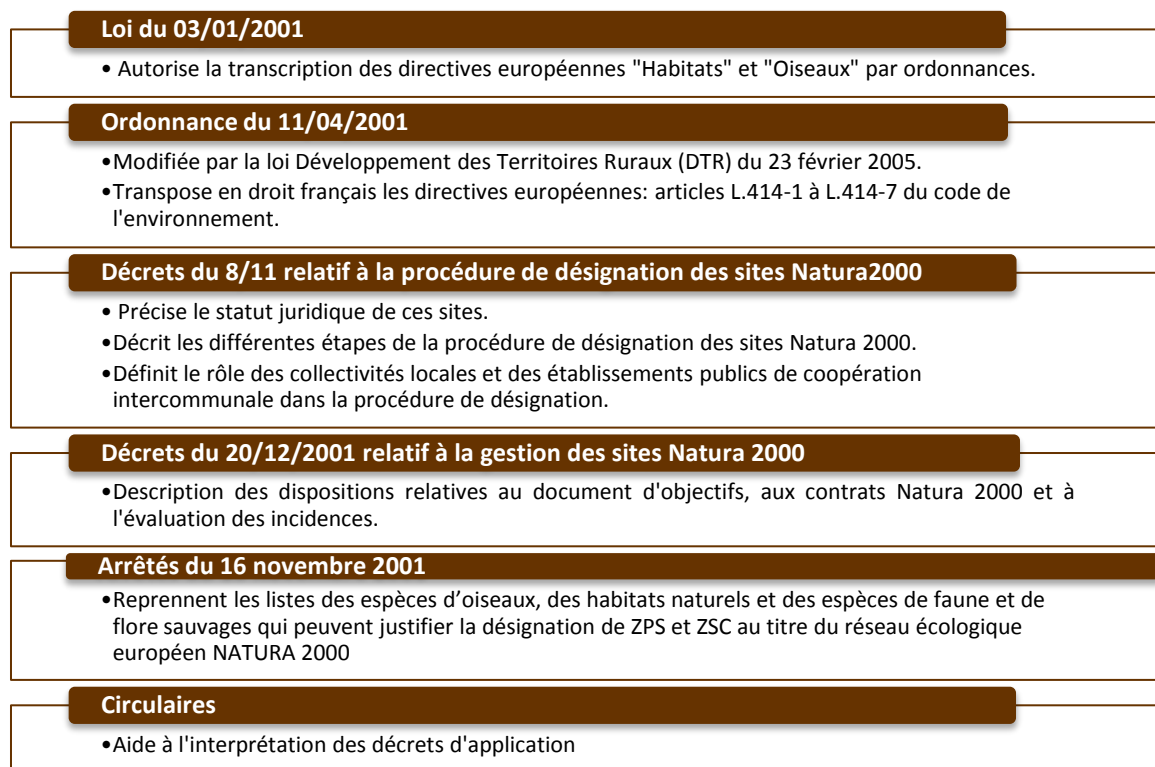 Loi du 03/01/2001
• Autorise la transcription des directives européennes "Habitats" et "Oiseaux" par ordonnances.
Ordonnance du 11/04/2001
•Modifiée par la loi Développement des Territoires Ruraux (DTR) du 23 février 2005.
•Transpose en droit français les directives européennes: articles L.414-1 à L.414-7 du code de
l'environnement.
Décrets du 8/11 relatif à la procédure de désignation des sites Natura2000
• Précise le statut juridique de ces sites.
•Décrit les différentes étapes de la procédure de désignation des sites Natura 2000.
•Définit le rôle des collectivités locales et des établissements publics de coopération
intercommunale dans la procédure de désignation.
Décrets du 20/12/2001 relatif à la gestion des sites Natura 2000
•Description des dispositions relatives au document d'objectifs, aux contrats Natura 2000 et à
l'évaluation des incidences.
Arrêtés du 16 novembre 2001
•Reprennent les listes des espèces d’oiseaux, des habitats naturels et des espèces de faune et de
flore sauvages qui peuvent justifier la désignation de ZPS et ZSC au titre du réseau écologique
européen NATURA 2000
Circulaires
•Aide à l'interprétation des décrets d'application